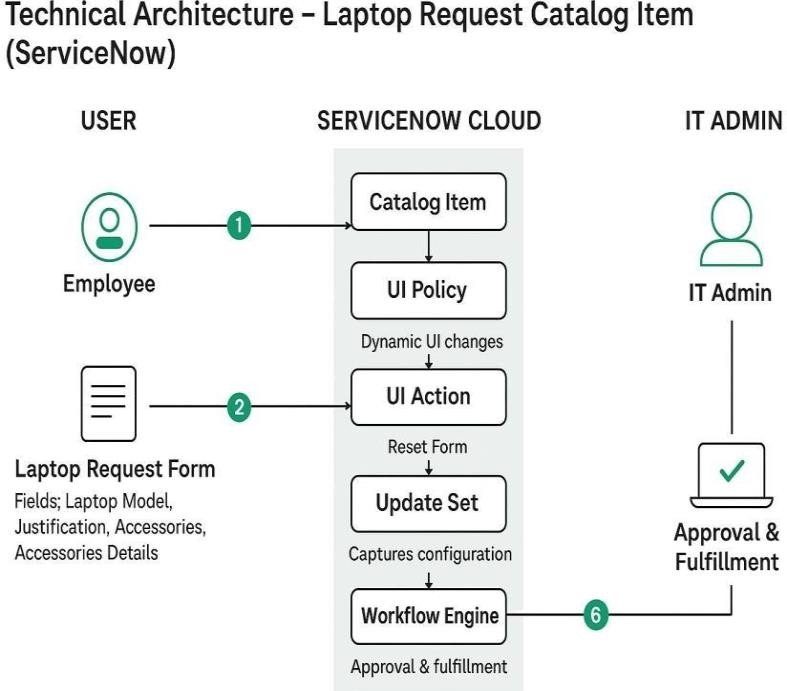 Technical Architecture – Laptop Request Catalog Item
(ServiceNow)
USER
SERVICENOW CLOUD
IT ADMIN
Employee
1
Catalog Item
UI Policy
Dynamic UI changes
IT Admin
Laptop Request Form
Fields; Laptop Model,
Justification, Accessories,
Accessories Details
2
UI Action
Reset Form
Update Set
Captures configuration
Workflow Engine
Approval & fulfillment
6
Approval &
Fulfillment